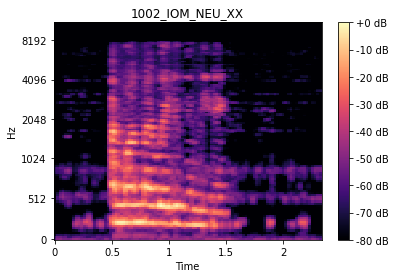 1002_IOM_NEU_XX
+0 dB
8192
-10 dB
4096
-20 dB
-30 dB
2048
Hz
-40 dB
1024
-50 dB
512
-60 dB
-70 dB
0
-80 dB
0
0.5
1
1.5
2
Time